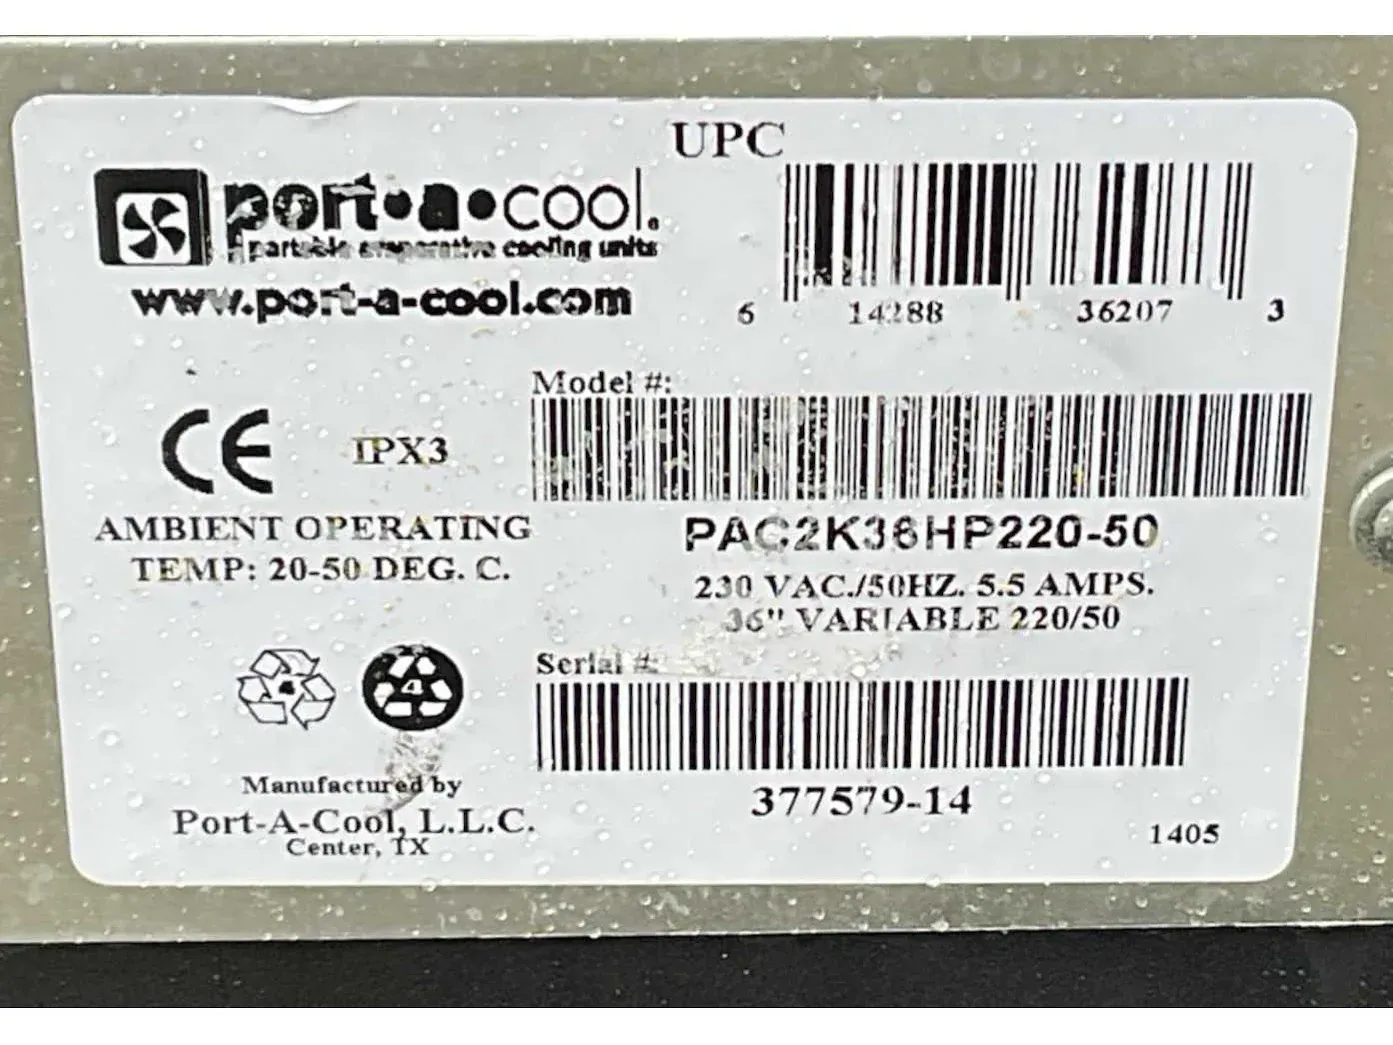 UPC
port•a•cool.
portable evaporative cooling units
www.port-a-cool.com
6 14288 36207 3
Model #:
CE IPX3
AMBIENT OPERATING
TEMP: 20-50 DEG. C.
PAC2K36HP220-50
230 VAC./50HZ. 5.5 AMPS.
36" VARIABLE 220/50
Serial #:
4 4
377579-14
Manufactured by
Port-A-Cool, L.L.C.
Center, TX
1405